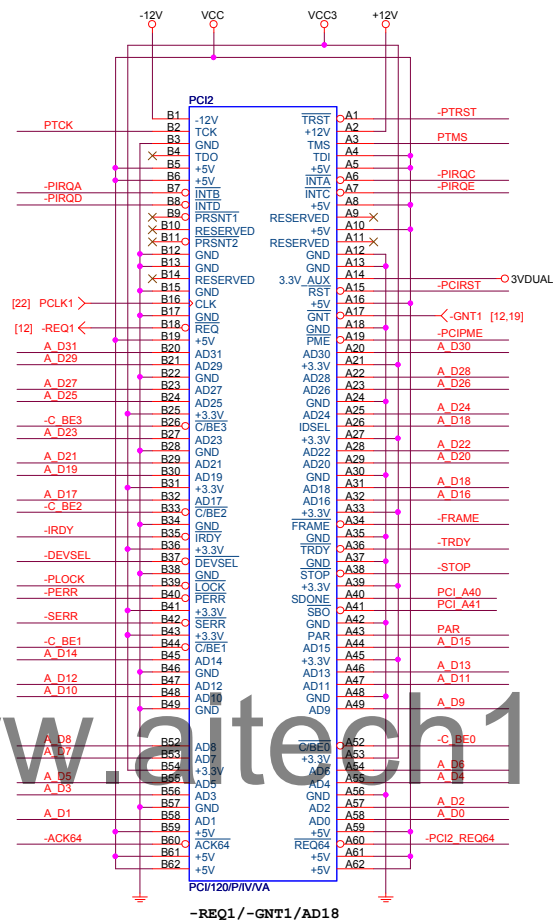 -12V VCC VCC3 +12V
PCI2
B1 -12V TRST A1 -PTRST
PTCK B2 TCK +12V A2
B3 GND TMS A3 PTMS
B4 TDO TDI A4
B5 +5V +5V A5
B6 +5V INTA A6 -PIRQC
-PIRQA B7 INTB INTC A7 -PIRQE
-PIRQD B8 INTD +5V A8
B9 PRSNT1 RESERVED A9
B10 RESERVED +5V A10
B11 PRSNT2 RESERVED A11
B12 GND GND A12
B13 GND GND A13
B14 RESERVED 3.3V_AUX A14 3VDUAL
B15 GND RST A15 -PCIRST
[22] PCLK1 B16 CLK +5V A16
B17 GND GNT A17 -GNT1 [12,19]
[12] -REQ1 B18 REQ GND A18
B19 +5V PME A19 -PCIPME
A_D31 B20 AD31 AD30 A20 A_D30
A_D29 B21 AD29 +3.3V A21
B22 GND AD28 A22 A_D28
A_D27 B23 AD27 AD26 A23 A_D26
A_D25 B24 AD25 GND A24
B25 +3.3V AD24 A25 A_D24
-C_BE3 B26 C/BE3 IDSEL A26 A_D18
A_D23 B27 AD23 +3.3V A27
B28 GND AD22 A28 A_D22
A_D21 B29 AD21 AD20 A29 A_D20
A_D19 B30 AD19 GND A30
B31 +3.3V AD18 A31 A_D18
A_D17 B32 AD17 AD16 A32 A_D16
-C_BE2 B33 C/BE2 +3.3V A33
B34 GND FRAME A34 -FRAME
-IRDY B35 IRDY GND A35
B36 +3.3V TRDY A36 -TRDY
-DEVSEL B37 DEVSEL GND A37
B38 GND STOP A38 -STOP
-PLOCK B39 LOCK +3.3V A39
-PERR B40 PERR SDONE A40 PCI_A40
B41 +3.3V SBO A41 PCI_A41
-SERR B42 SERR GND A42
B43 +3.3V PAR A43 PAR
-C_BE1 B44 C/BE1 AD15 A44 A_D15
A_D14 B45 AD14 +3.3V A45
B46 GND AD13 A46 A_D13
A_D12 B47 AD12 AD11 A47 A_D11
A_D10 B48 AD10 GND A48
B49 GND AD9 A49 A_D9
w.aitech1
A_D8 B52 AD8 C/BE0 A52 -C_BE0
A_D7 B53 AD7 +3.3V A53
B54 +3.3V AD6 A54 A_D6
A_D5 B55 AD5 AD4 A55 A_D4
A_D3 B56 AD3 GND A56
B57 GND AD2 A57 A_D2
A_D1 B58 AD1 AD0 A58 A_D0
B59 +5V +5V A59
-ACK64 B60 ACK64 REQ64 A60 -PCI2_REQ64
B61 +5V +5V A61
B62 +5V +5V A62
PCI/120/P/IV/VA
-REQ1/-GNT1/AD18